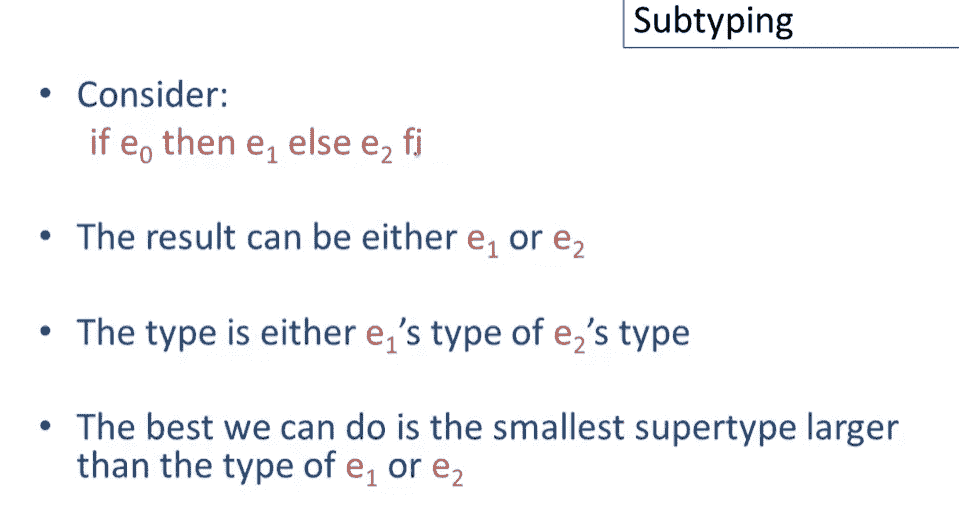 Subtyping
• Consider:
if e₀ then e₁ else e₂ fi
• The result can be either e₁ or e₂
• The type is either e₁’s type of e₂’s type
• The best we can do is the smallest supertype larger
than the type of e₁ or e₂